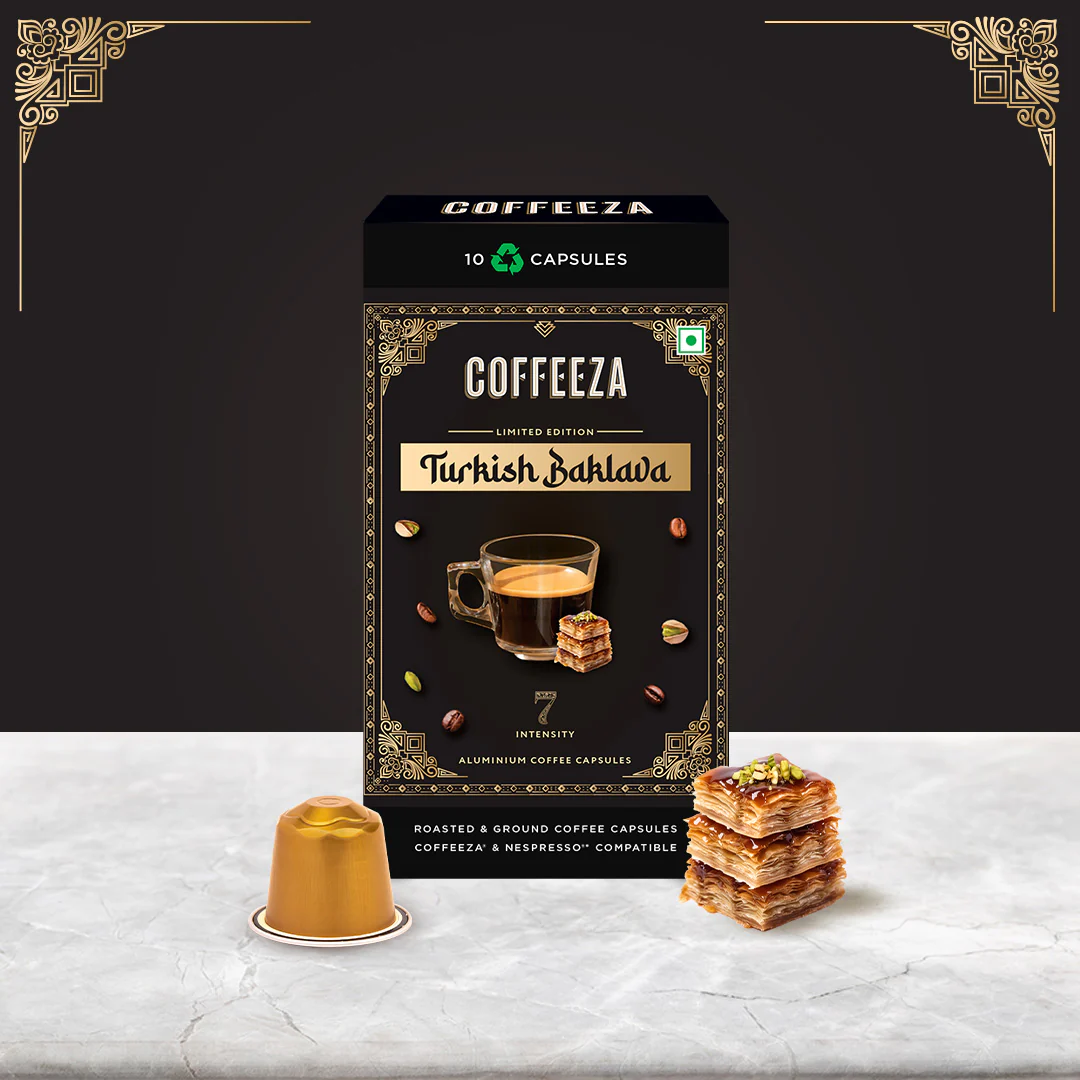 COFFEEZA
10 CAPSULES
COFFEEZA
LIMITED EDITION
Turkish Baklava
7
INTENSITY
ALUMINIUM COFFEE CAPSULES
ROASTED & GROUND COFFEE CAPSULES
COFFEEZA* & NESPRESSO** COMPATIBLE